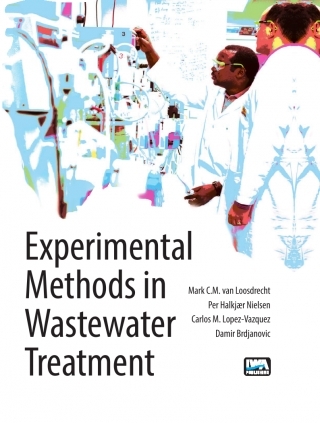 Experimental
Methods in
Wastewater
Treatment
Mark C.M. van Loosdrecht
Per Halkjær Nielsen
Carlos M. Lopez-Vazquez
Damir Brdjanovic
IWA
PUBLISHING